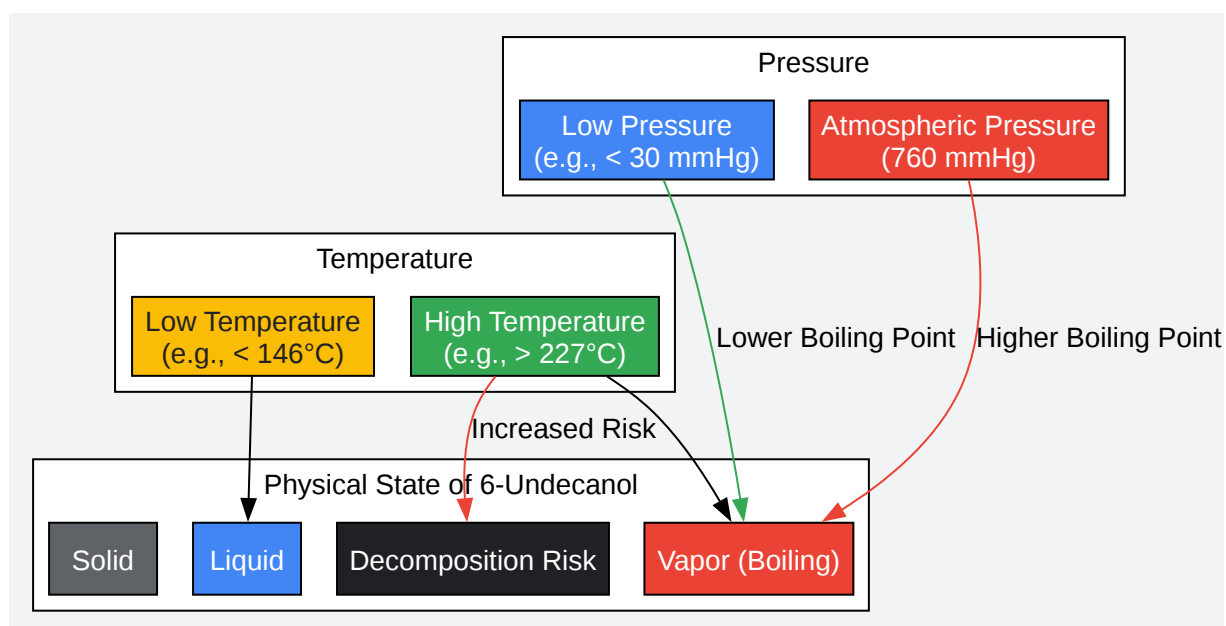 Pressure
Low Pressure
(e.g., < 30 mmHg)
Atmospheric Pressure
(760 mmHg)
Temperature
Low Temperature
(e.g., < 146°C)
High Temperature
(e.g., > 227°C)
Lower Boiling Point
Higher Boiling Point
Increased Risk
Physical State of 6-Undecanol
Solid
Liquid
Decomposition Risk
Vapor (Boiling)